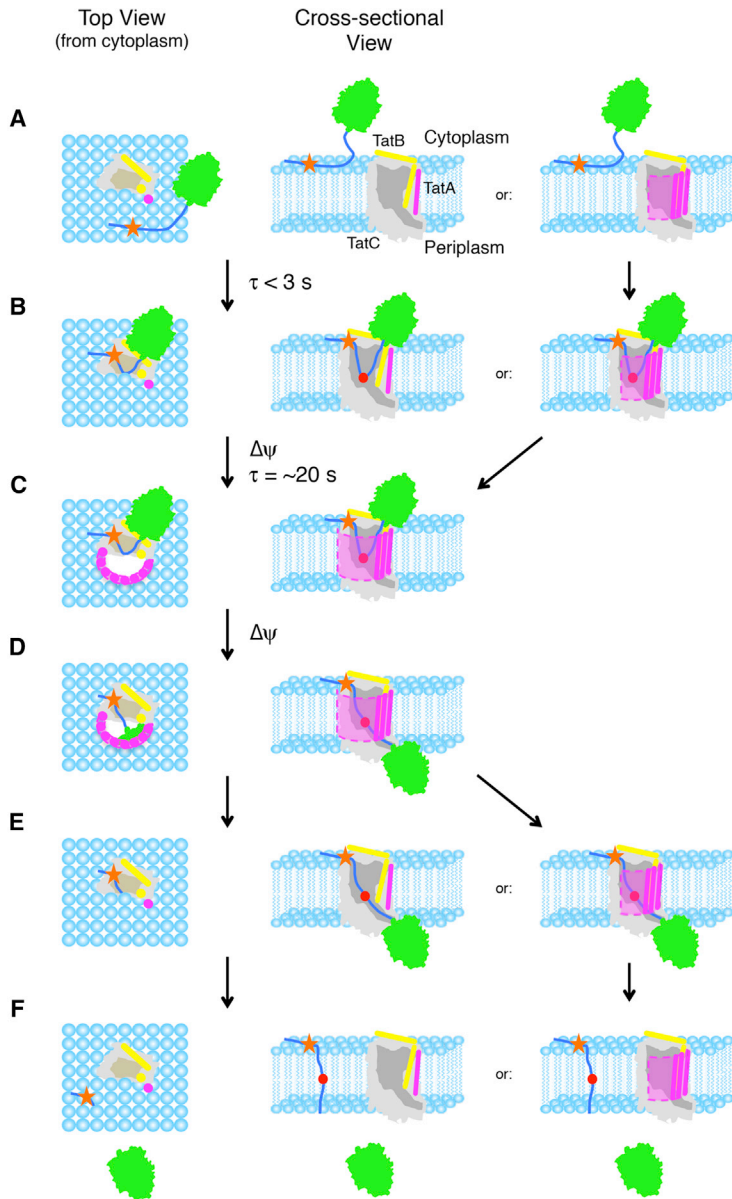 Top View
(from cytoplasm)
Cross-sectional
View
A
TatB
Cytoplasm
TatA
or:
TatC
Periplasm
τ < 3 s
B
or:
Δψ
τ = ~20 s
C
Δψ
D
E
or:
F
or: